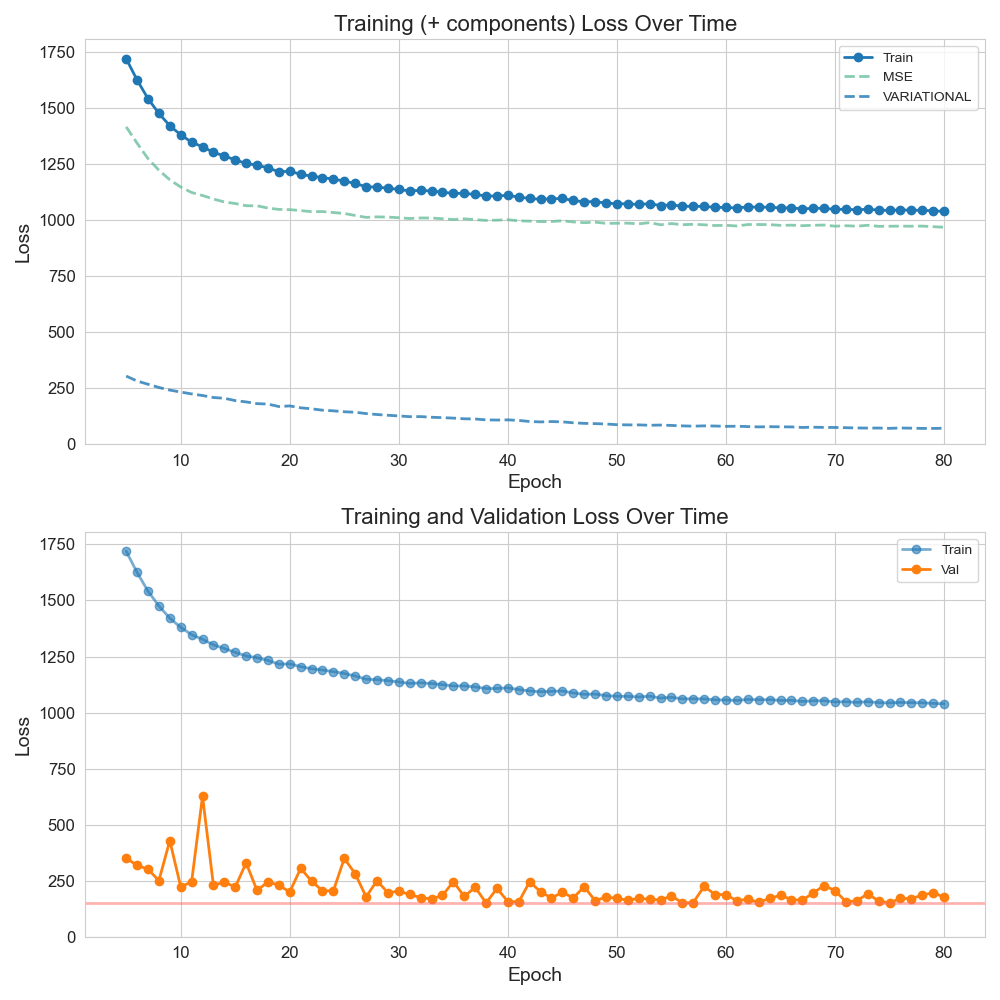 Training (+ components) Loss Over Time
1750
1500
1250
1000
750
500
250
0
Loss
Train
MSE
VARIATIONAL
10 20 30 40 50 60 70 80
Epoch
Training and Validation Loss Over Time
1750
1500
1250
1000
750
500
250
0
Loss
Train
Val
10 20 30 40 50 60 70 80
Epoch